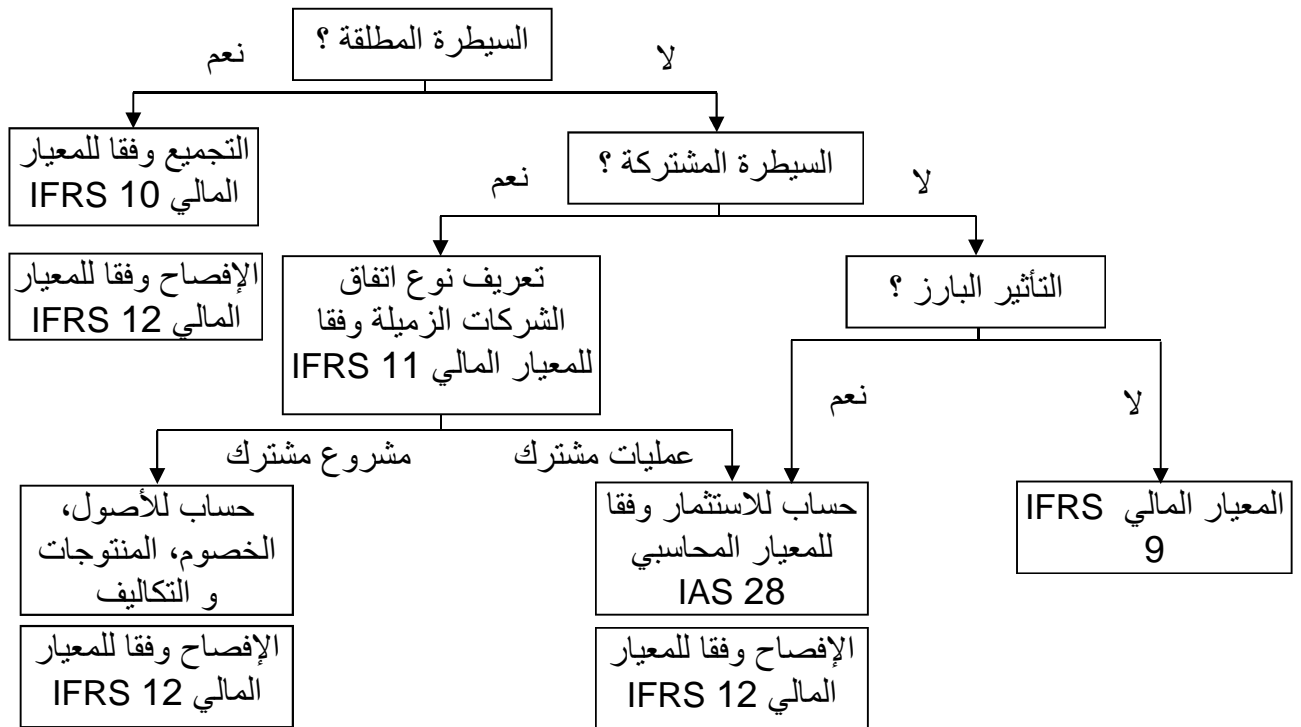 السيطرة المطلقة ؟
نعم
لا
التجميع وفقا للمعيار
المالي IFRS 10
السيطرة المشتركة ؟
نعم
لا
الإفصاح وفقا للمعيار
المالي IFRS 12
تعريف نوع اتفاق
الشركات الزميلة وفقا
للمعيار المالي IFRS 11
التأثير البارز ؟
نعم
لا
مشروع مشترك
عمليات مشترك
حساب للأصول،
الخصوم، المنتوجات
و التكاليف
حساب للاستثمار وفقا
للمعيار المحاسبي
IAS 28
المعيار المالي IFRS
9
الإفصاح وفقا للمعيار
المالي IFRS 12
الإفصاح وفقا للمعيار
المالي IFRS 12